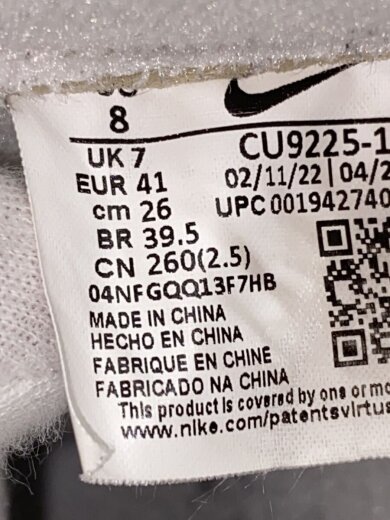 8
UK 7
EUR 41
cm 26
BR 39.5
CN 260(2.5)
CU9225-1
02/11/22 | 04/2
UPC 001942740
04NFGQQ13F7HB
MADE IN CHINA
HECHO EN CHINA
FABRIQUE EN CHINE
FABRICADO NA CHINA
This product is covered by one or mo
www.nike.com/patentsvirtus